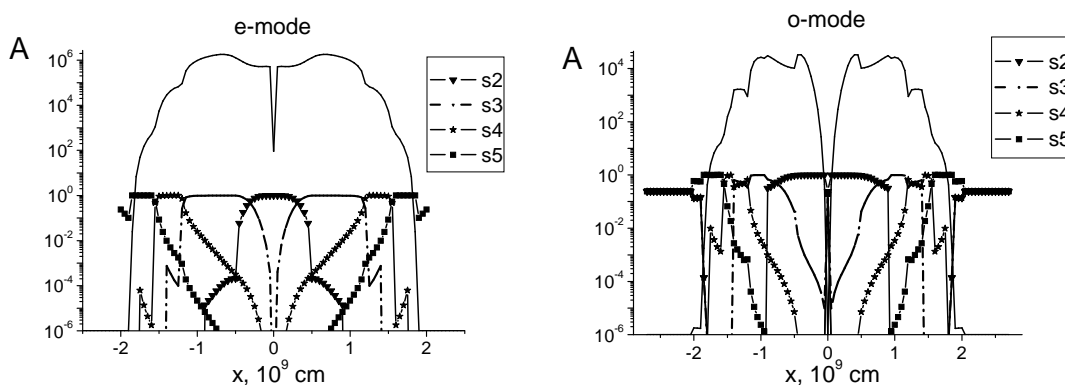 e-mode
A
10^6
10^4
10^2
10^0
10^-2
10^-4
10^-6
s2
s3
s4
s5
-2 -1 0 1 2
x, 10^9 cm
o-mode
A
10^4
10^2
10^0
10^-2
10^-4
10^-6
s2
s3
s4
s5
-2 -1 0 1 2
x, 10^9 cm